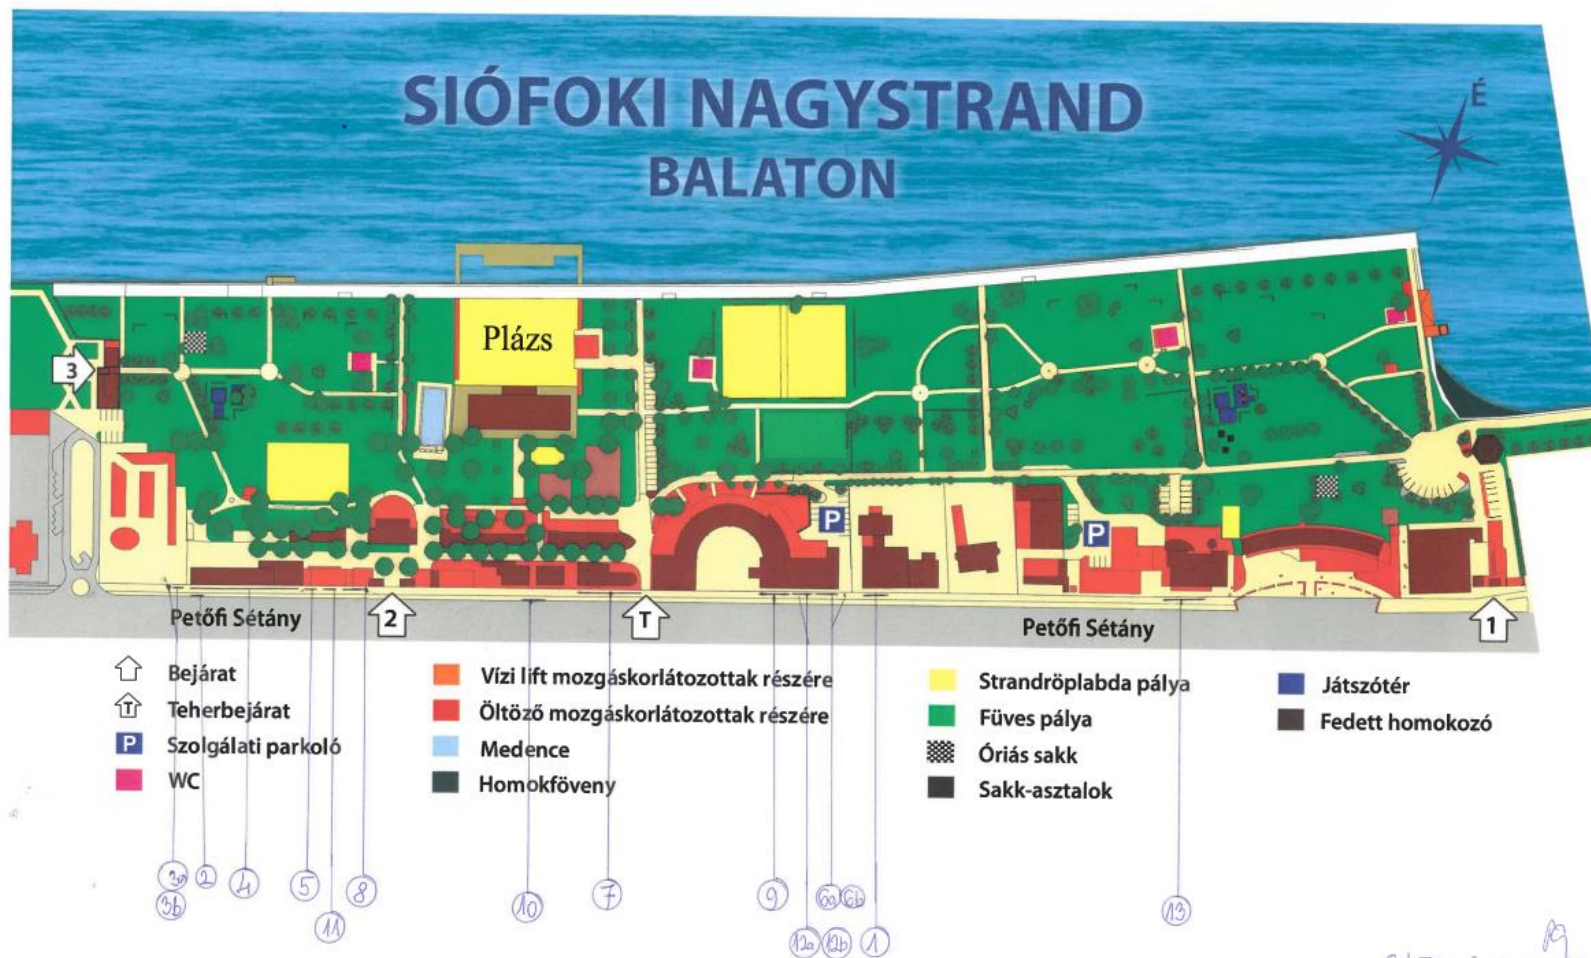 SIÓFOKI NAGYSTRAND
BALATON
É
Plázs
3
P
P
Petőfi Sétány
2
T
Petőfi Sétány
1
Bejárat
T Teherbejárat
P Szolgálati parkoló
WC
Vízi lift mozgáskorlátozottak részére
Öltöző mozgáskorlátozottak részére
Medence
Homokföveny
Strandröplabda pálya
Füves pálya
Óriás sakk
Sakk-asztalok
Játszótér
Fedett homokozó
3a 2 4 5 8 10 7 9 6a 6b 13
3b 11 12a 12b 1